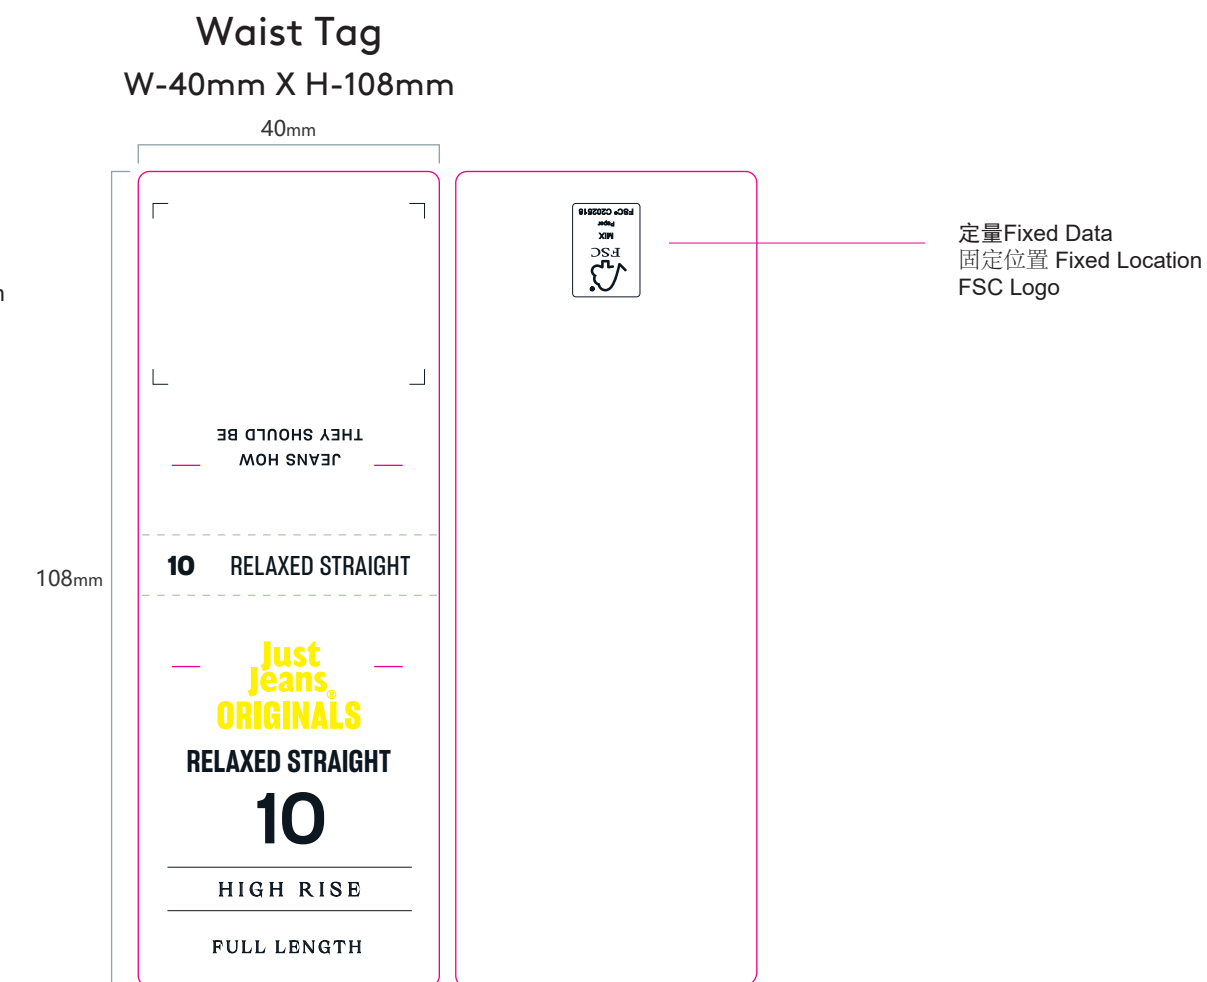 Waist Tag
W-40mm X H-108mm
40mm
FSC® C202518
Paper
MIX
FSC
定量Fixed Data
固定位置 Fixed Location
FSC Logo
JEANS HOW
THEY SHOULD BE
10 RELAXED STRAIGHT
108mm
Just
Jeans®
ORIGINALS
RELAXED STRAIGHT
10
HIGH RISE
FULL LENGTH